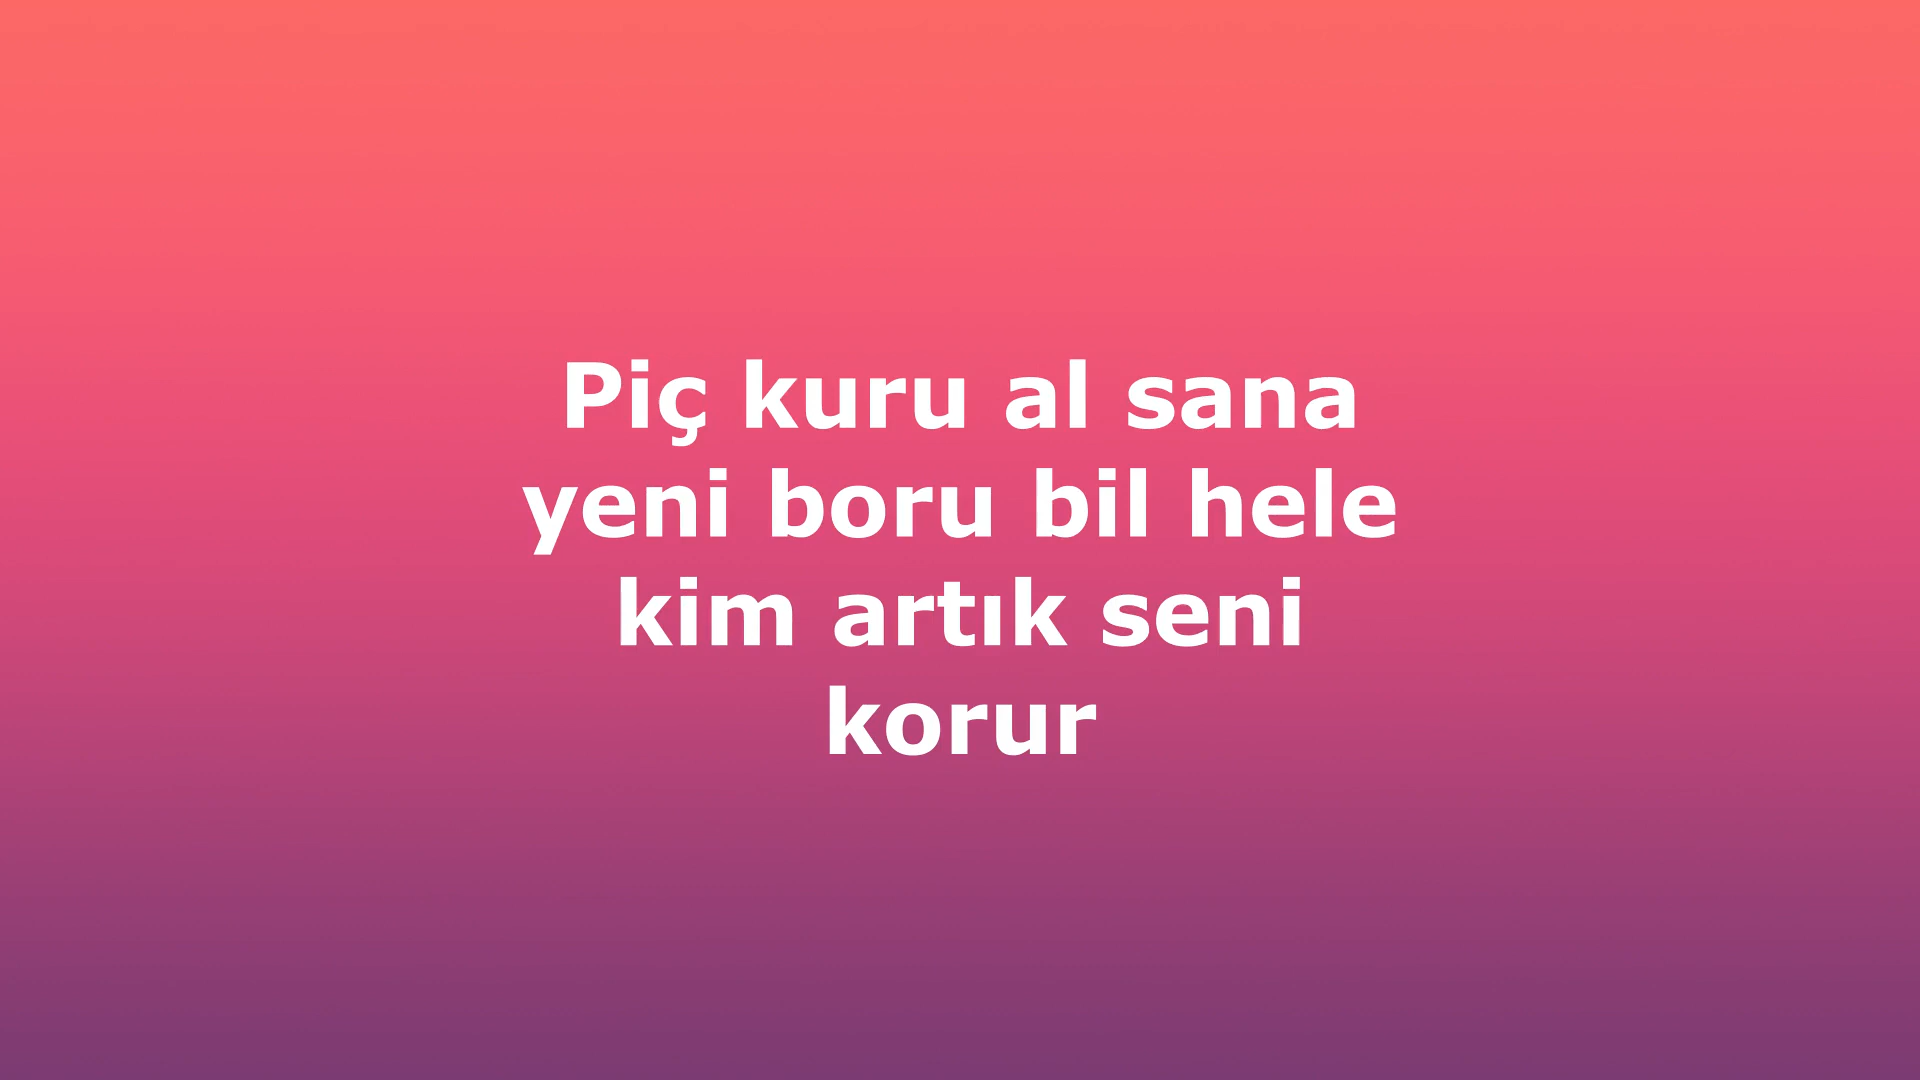 Piç kuru al sana
yeni boru bil hele
kim artık seni
korur